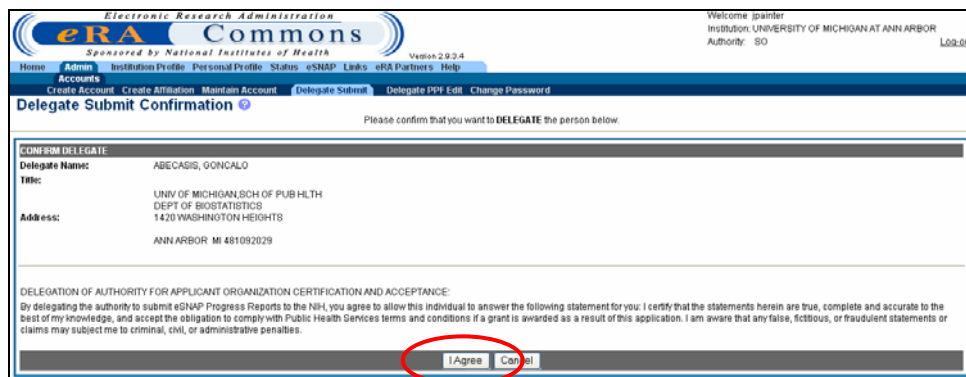 Electronic Research Administration
eRA Commons
Sponsored by National Institutes of Health
Version 2.9.3.4
Welcome jpainter
Institution: UNIVERSITY OF MICHIGAN AT ANN ARBOR
Authority: SO
Log-o
Home Admin Institution Profile Personal Profile Status eSNAP Links eRA Partners Help
Accounts
Create Account Create Affiliation Maintain Account Delegate Submit Delegate PPF Edit Change Password
Delegate Submit Confirmation ?
Please confirm that you want to DELEGATE the person below.
CONFIRM DELEGATE
Delegate Name: ABECASIS, GONCALO
Title:
UNIV OF MICHIGAN,SCH OF PUB HLTH
DEPT OF BIOSTATISTICS
Address: 1420 WASHINGTON HEIGHTS
ANN ARBOR MI 481092029
DELEGATION OF AUTHORITY FOR APPLICANT ORGANIZATION CERTIFICATION AND ACCEPTANCE:
By delegating the authority to submit eSNAP Progress Reports to the NIH, you agree to allow this individual to answer the following statement for you: I certify that the statements herein are true, complete and accurate to the
best of my knowledge, and accept the obligation to comply with Public Health Services terms and conditions if a grant is awarded as a result of this application. I am aware that any false, fictitious, or fraudulent statements or
claims may subject me to criminal, civil, or administrative penalties.
I Agree Cancel